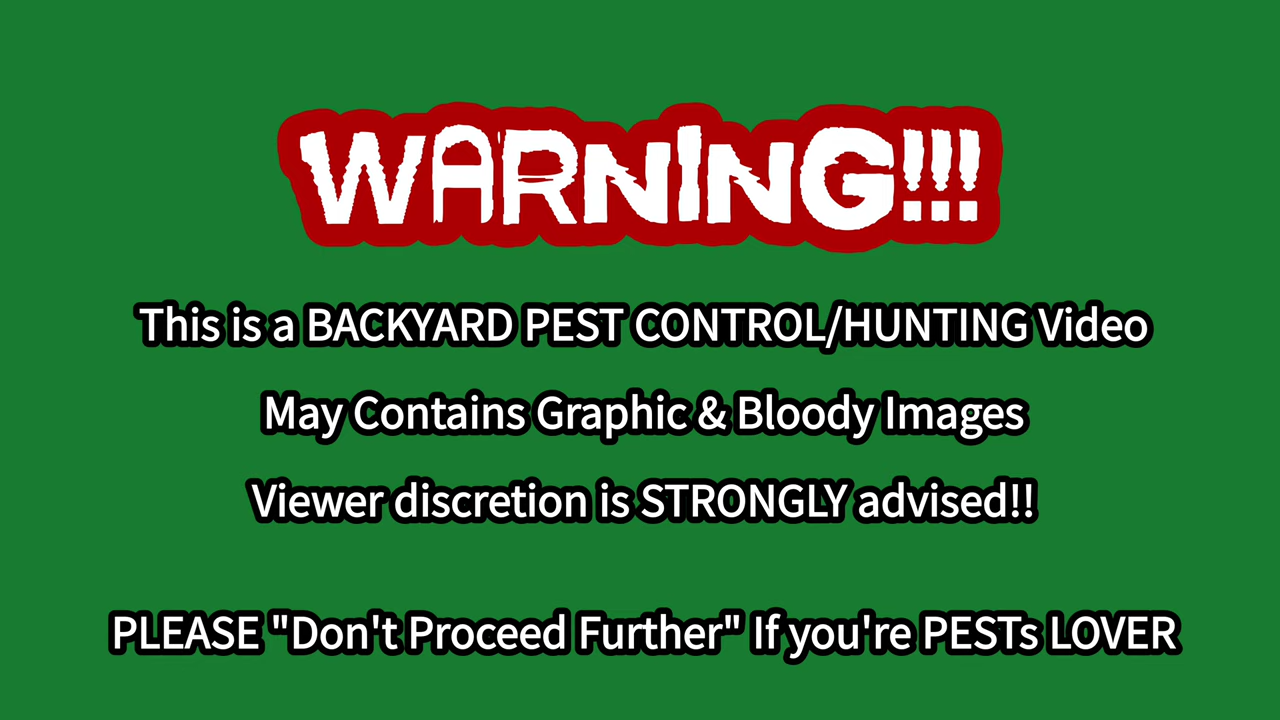 WARNING!!!
This is a BACKYARD PEST CONTROL/HUNTING Video
May Contains Graphic & Bloody Images
Viewer discretion is STRONGLY advised!!
PLEASE "Don't Proceed Further" If you're PESTs LOVER